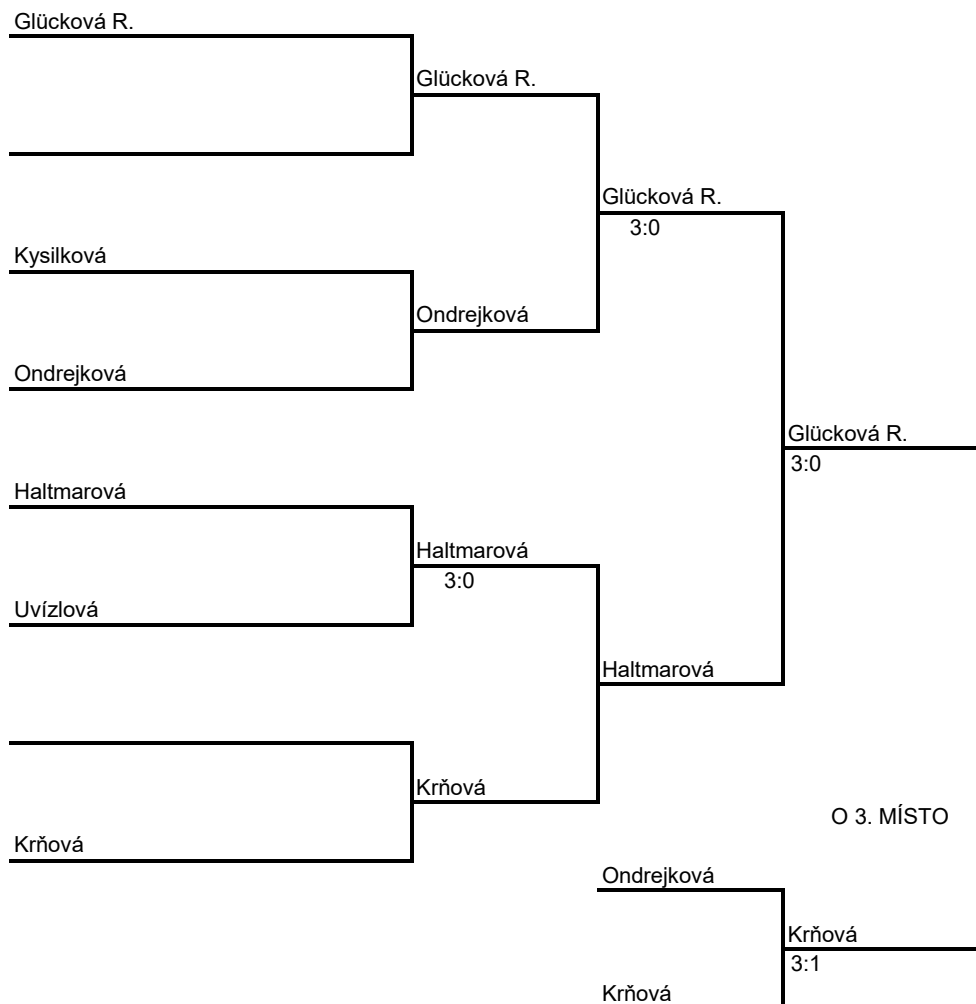 Glücková R.
Glücková R.
Glücková R.
3:0
Kysilková
Ondrejková
Ondrejková
Glücková R.
3:0
Haltmarová
Haltmarová
3:0
Uvízlová
Haltmarová
Krňová
O 3. MÍSTO
Krňová
Ondrejková
Krňová
3:1
Krňová